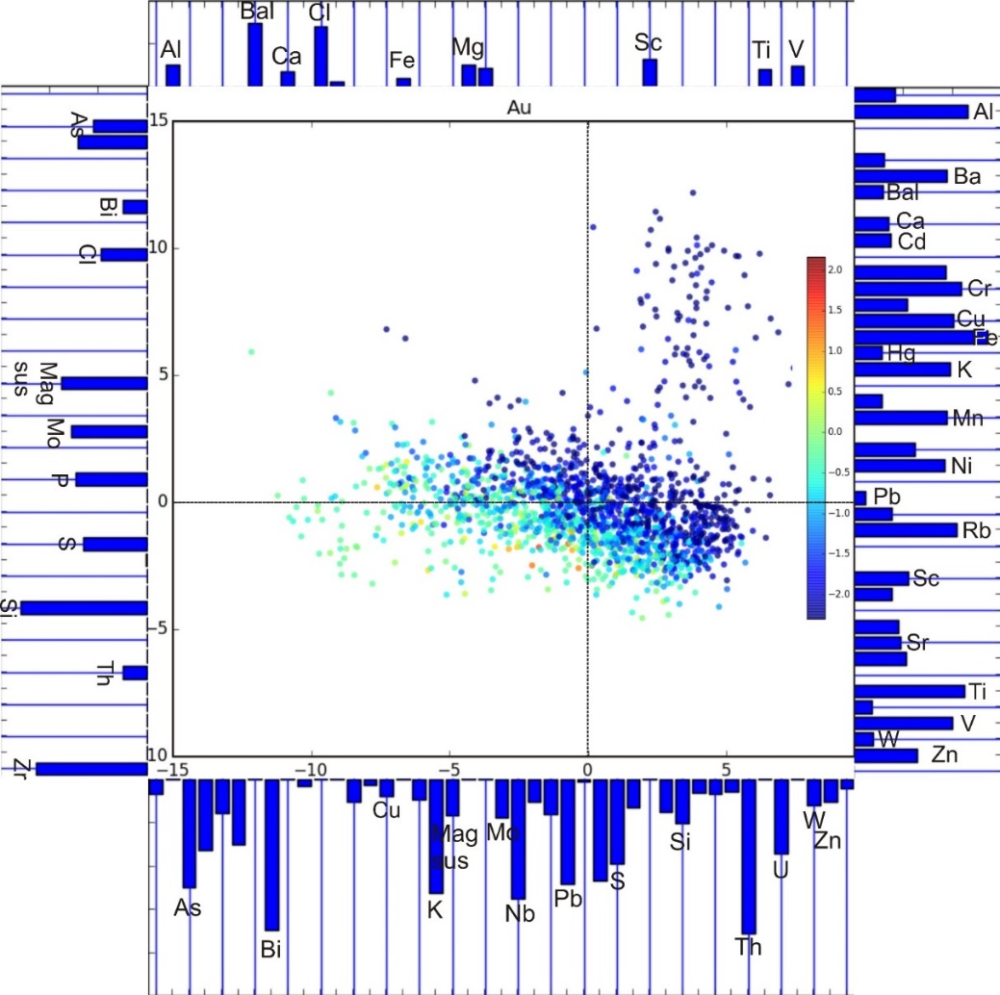 Al
Bal
Ca
Cl
Fe
Mg
Sc
Ti
V
Au
As
Bi
Cl
Mag
sus
Mo
P
S
Si
Th
Zr
15
10
5
0
−5
10
−15
−10
−5
0
5
2.0
1.5
1.0
0.5
0.0
−0.5
−1.0
−1.5
−2.0
Al
Ba
Bal
Ca
Cd
Cr
Cu
Fe
Hg
K
Mn
Ni
Pb
Rb
Sc
Sr
Ti
V
W
Zn
As
Bi
Cu
K
Mag
sus
Mo
Nb
Pb
S
Si
Th
U
W
Zn